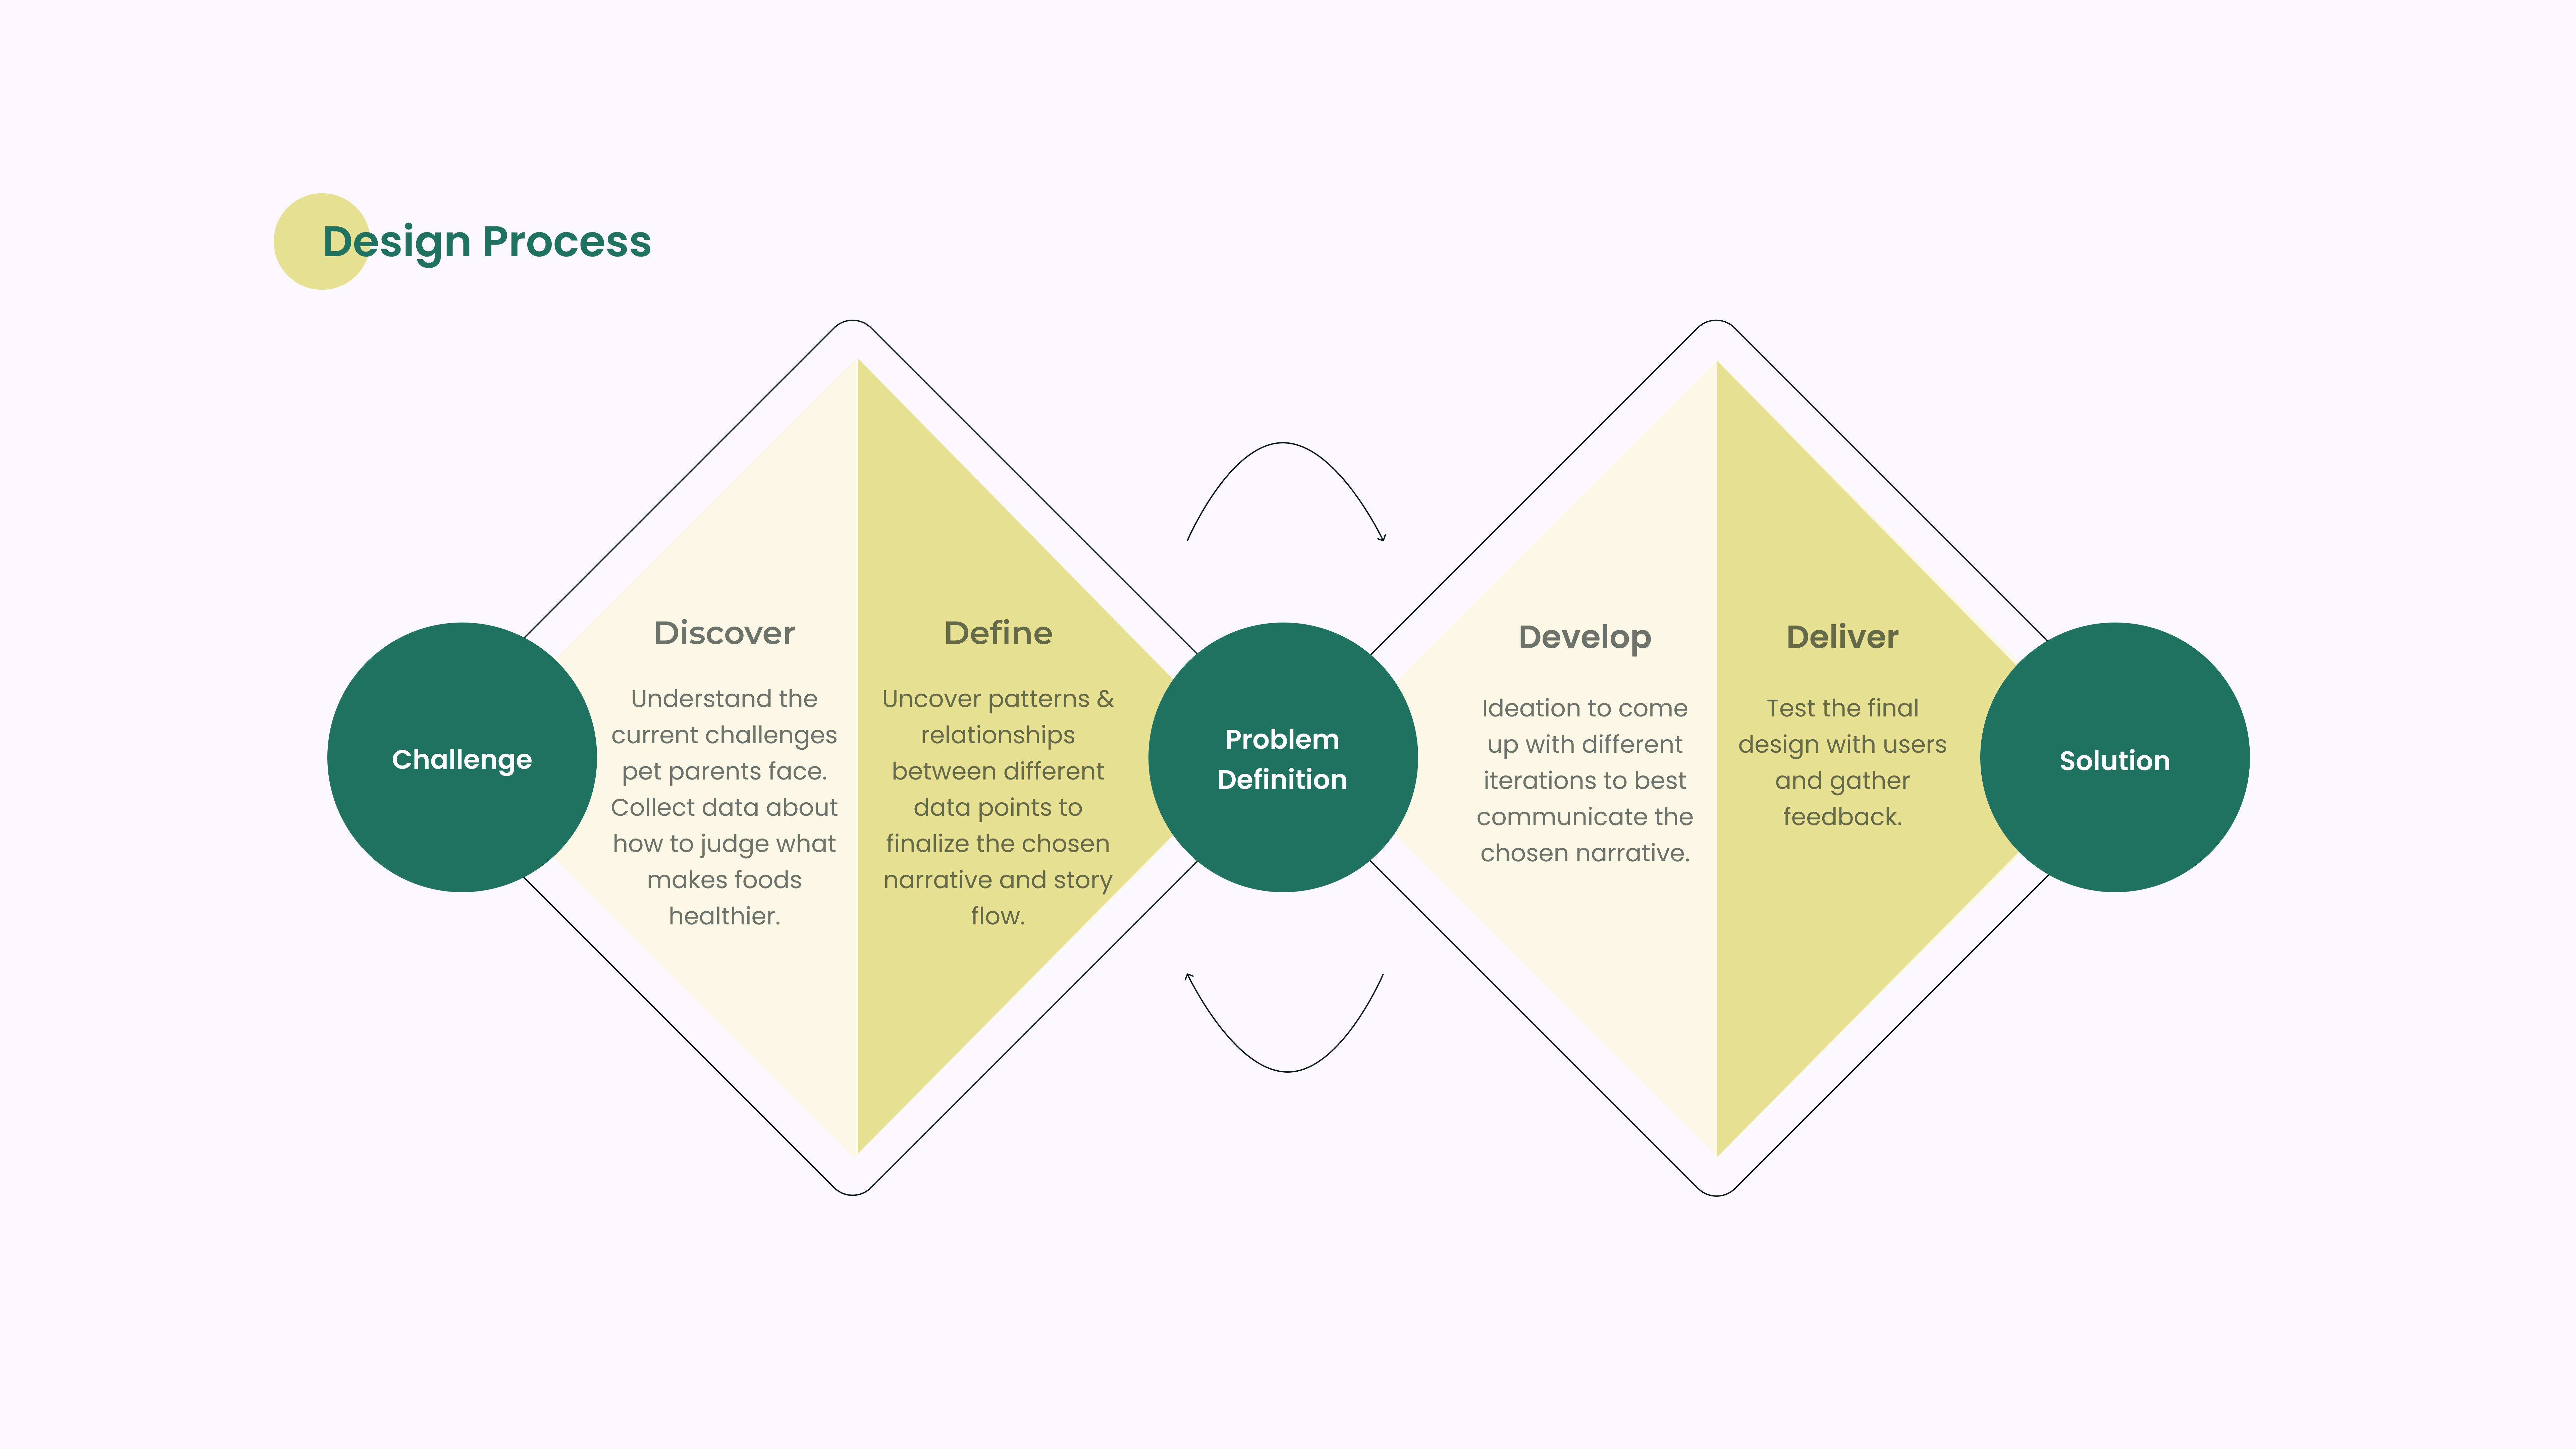 Design Process
Challenge
Discover
Understand the
current challenges
pet parents face.
Collect data about
how to judge what
makes foods
healthier.
Define
Uncover patterns &
relationships
between different
data points to
finalize the chosen
narrative and story
flow.
Problem
Definition
Develop
Ideation to come
up with different
iterations to best
communicate the
chosen narrative.
Deliver
Test the final
design with users
and gather
feedback.
Solution